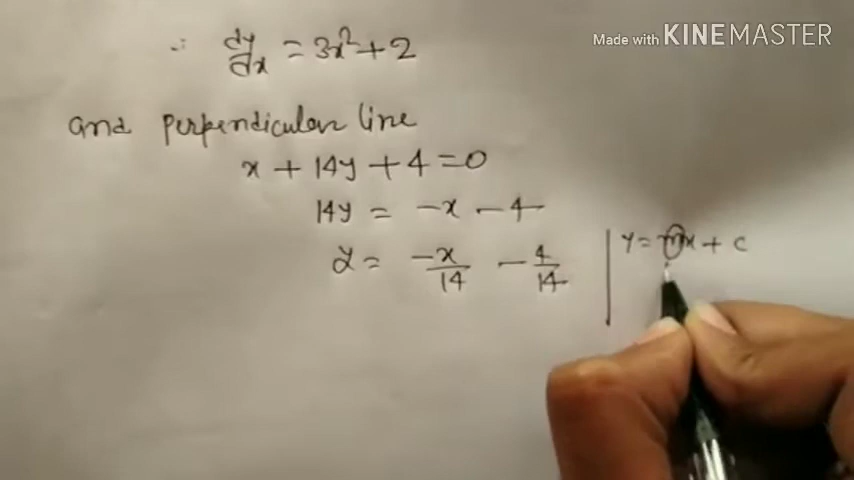 Made with KINEMASTER
∴ dy/dx = 3x² + 2
and perpendicular line
x + 14y + 4 = 0
14y = -x - 4
y = -x/14 - 4/14
y = mx + c